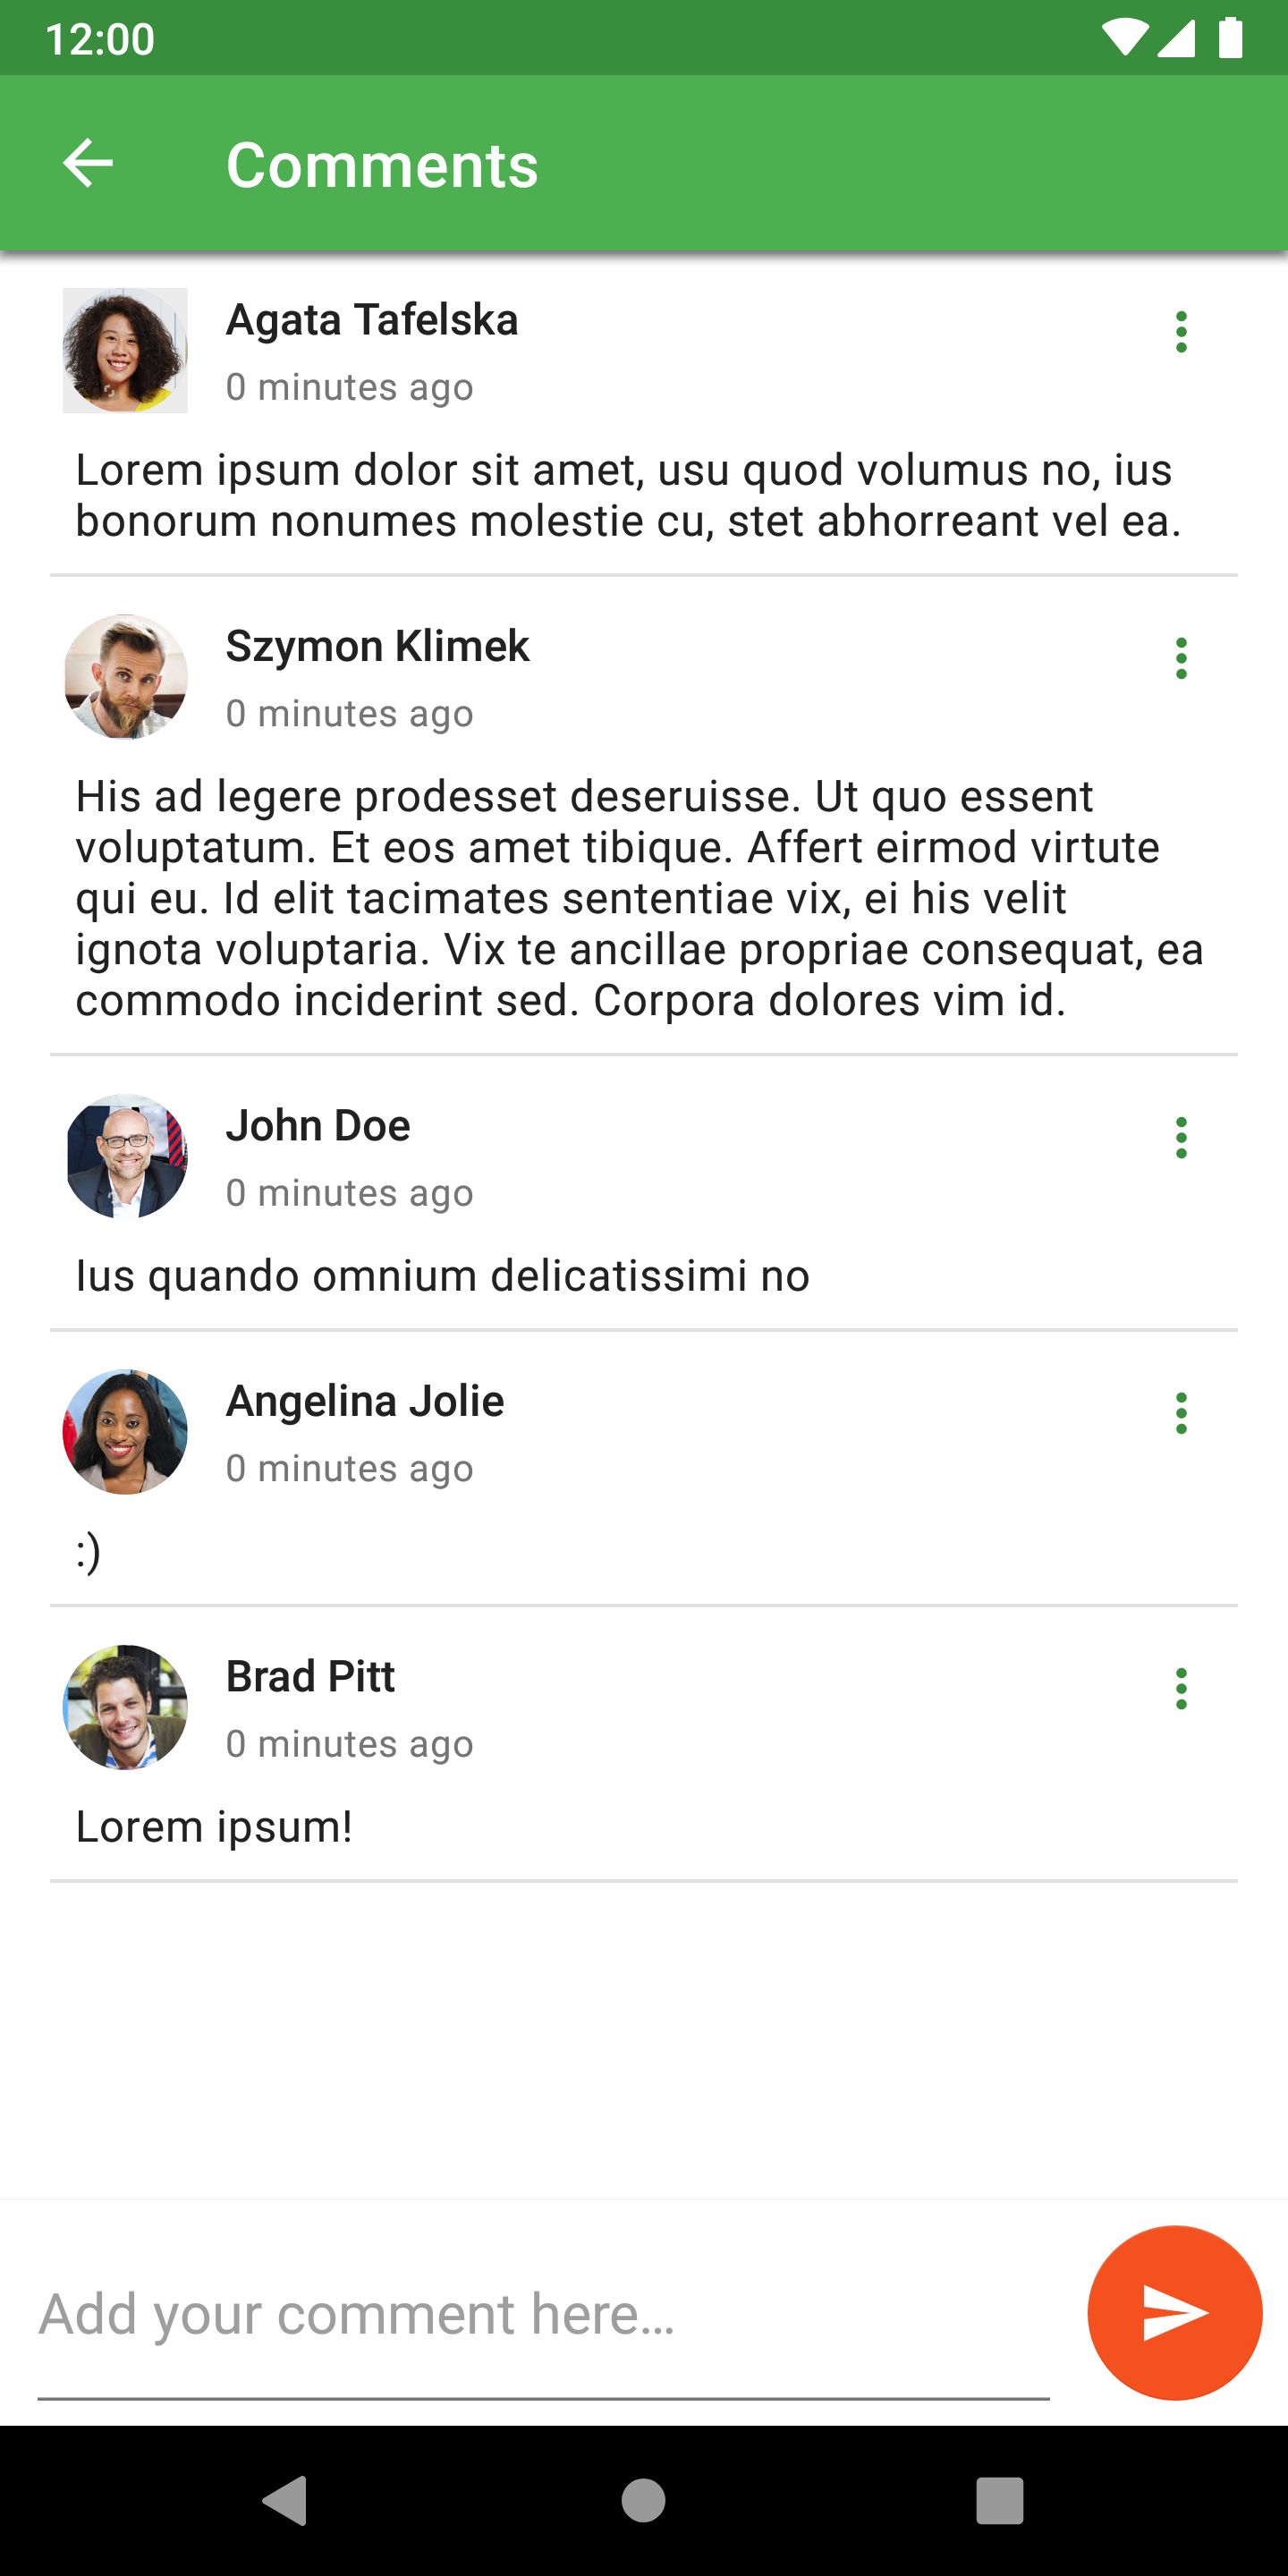 12:00
Comments
Agata Tafelska
0 minutes ago
Lorem ipsum dolor sit amet, usu quod volumus no, ius
bonorum nonumes molestie cu, stet abhorreant vel ea.
Szymon Klimek
0 minutes ago
His ad legere prodesset deseruisse. Ut quo essent
voluptatum. Et eos amet tibique. Affert eirmod virtute
qui eu. Id elit tacimates sententiae vix, ei his velit
ignota voluptaria. Vix te ancillae propriae consequat, ea
commodo inciderint sed. Corpora dolores vim id.
John Doe
0 minutes ago
Ius quando omnium delicatissimi no
Angelina Jolie
0 minutes ago
:)
Brad Pitt
0 minutes ago
Lorem ipsum!
Add your comment here…